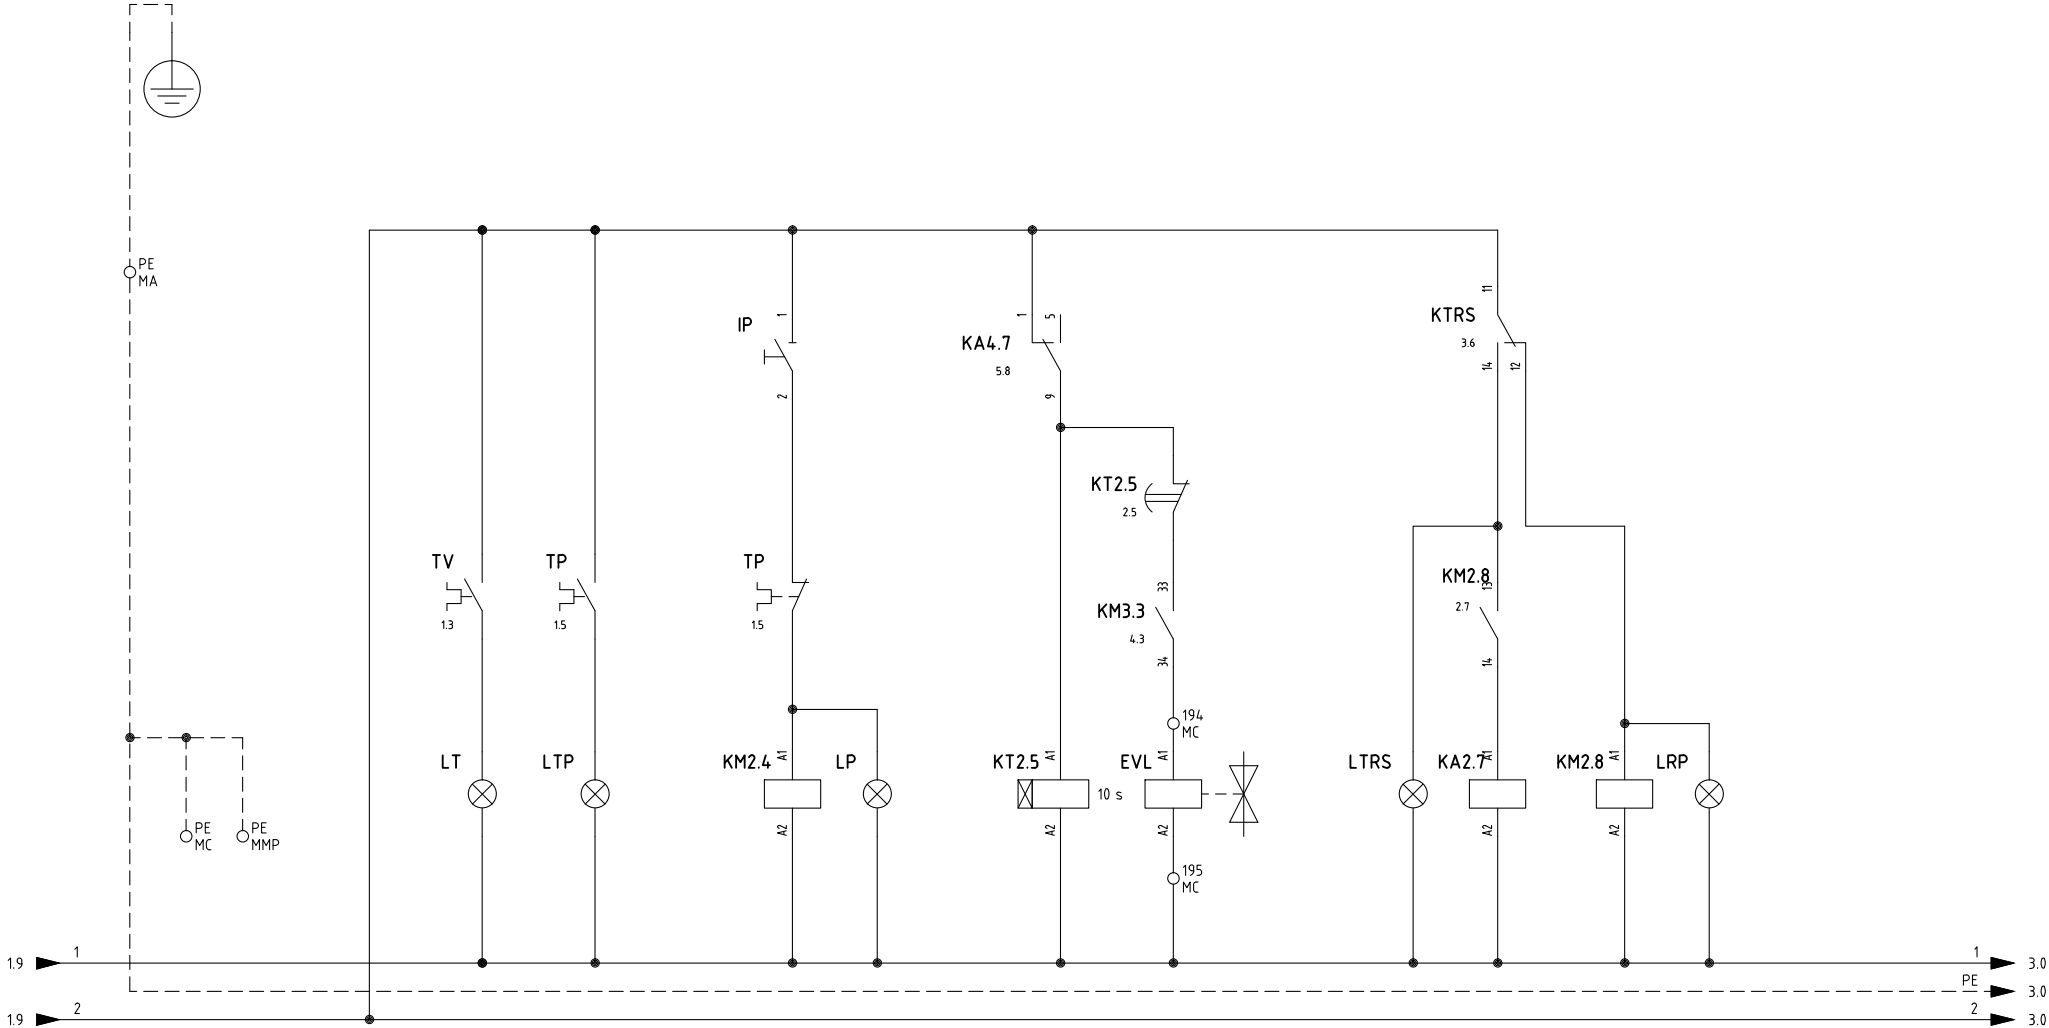 PE
MA
11
1
1
5
IP
KTRS
KA4.7
3.6
5.8
14
12
2
9
KT2.5
2.5
TV
TP
TP
KM2.8
13
33
2.7
KM3.3
1.3
1.5
1.5
4.3
34
14
194
MC
A1
A1
A1
A1
A1
LT
LTP
KM2.4
LP
KT2.5
EVL
LTRS
KA2.7
KM2.8
LRP
10 s
PE
MC
PE
MMP
A2
A2
A2
A2
A2
195
MC
1
1
1.9
3.0
PE
3.0
2
2
1.9
3.0